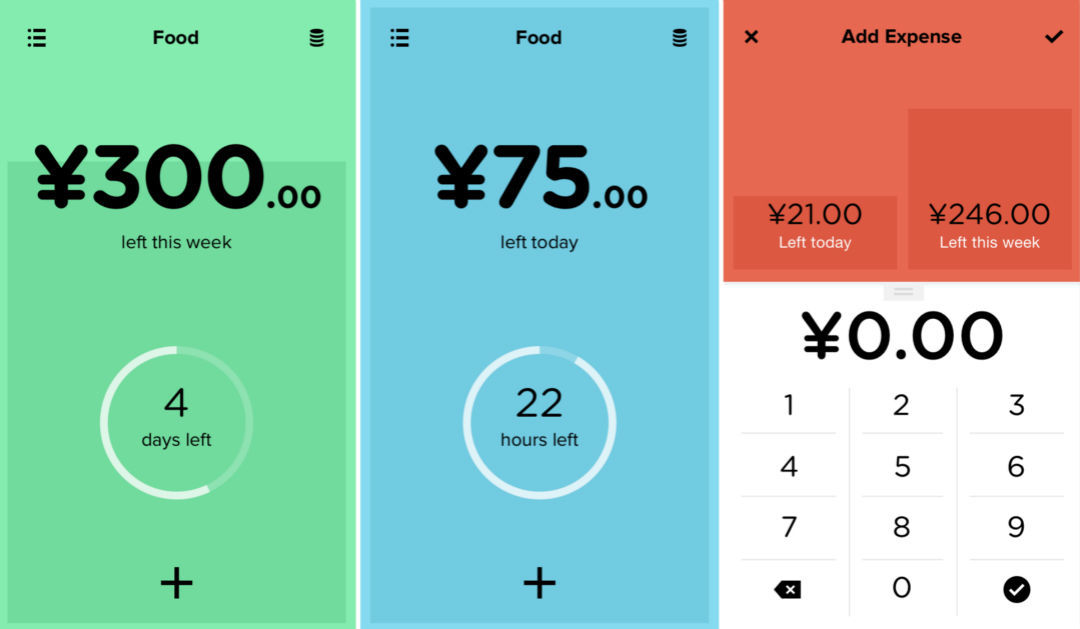 Food
¥300.00
left this week
4
days left
Food
¥75.00
left today
22
hours left
Add Expense
¥21.00
Left today
¥246.00
Left this week
¥0.00
1 2 3
4 5 6
7 8 9
0